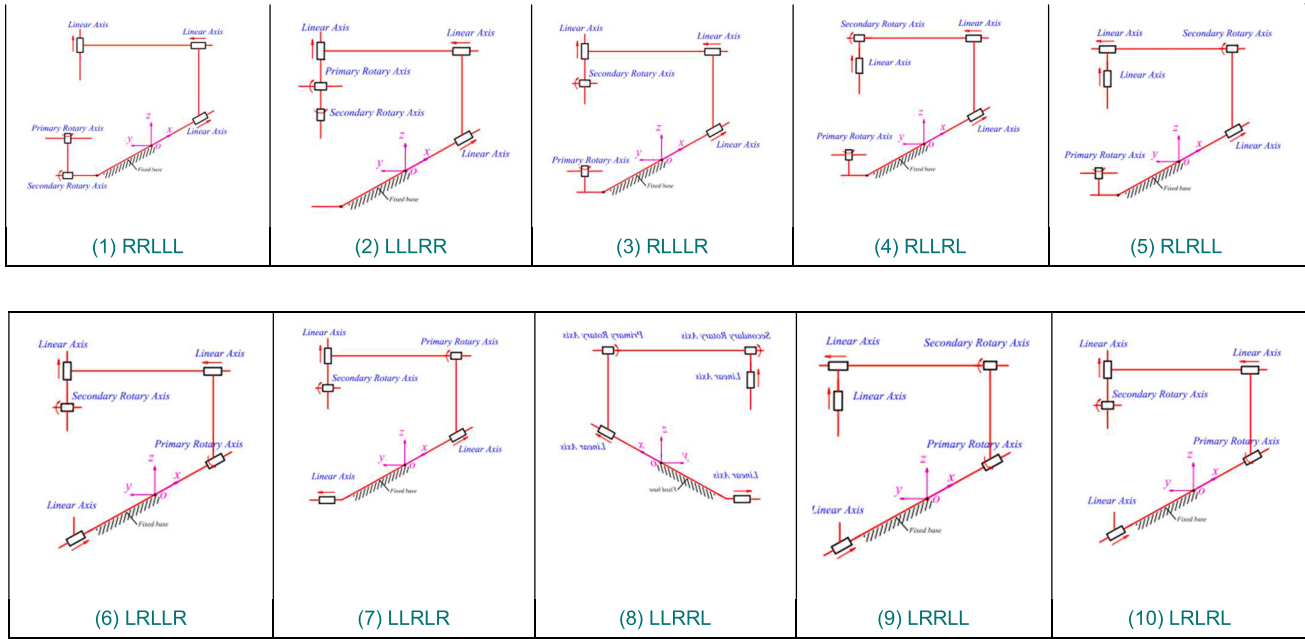 Linear Axis
Linear Axis
Primary Rotary Axis
z
y
x
O
Linear Axis
Fixed base
Secondary Rotary Axis
(1) RRLLL
Linear Axis
Linear Axis
Primary Rotary Axis
Secondary Rotary Axis
z
y
x
O
Linear Axis
Fixed base
(2) LLLRR
Linear Axis
Linear Axis
Secondary Rotary Axis
z
Primary Rotary Axis
y
x
O
Linear Axis
Fixed base
(3) RLLLR
Secondary Rotary Axis
Linear Axis
Linear Axis
z
Primary Rotary Axis
y
x
O
Linear Axis
Fixed base
(4) RLLRL
Linear Axis
Secondary Rotary Axis
Linear Axis
z
Primary Rotary Axis
y
x
O
Linear Axis
Fixed base
(5) RLRLL
Linear Axis
Linear Axis
Secondary Rotary Axis
Primary Rotary Axis
z
y
x
O
Linear Axis
Fixed base
(6) LRLLR
Linear Axis
Primary Rotary Axis
Secondary Rotary Axis
z
y
x
O
Linear Axis
Linear Axis
Fixed base
(7) LLRLR
Primary Rotary Axis
Secondary Rotary Axis
Linear Axis
z
Linear Axis
x
y
O
Linear Axis
Fixed base
(8) LLRRL
Linear Axis
Secondary Rotary Axis
Linear Axis
Primary Rotary Axis
z
y
x
O
Linear Axis
Fixed base
(9) LRRLL
Linear Axis
Linear Axis
Secondary Rotary Axis
Primary Rotary Axis
z
y
x
O
Linear Axis
Fixed base
(10) LRLRL